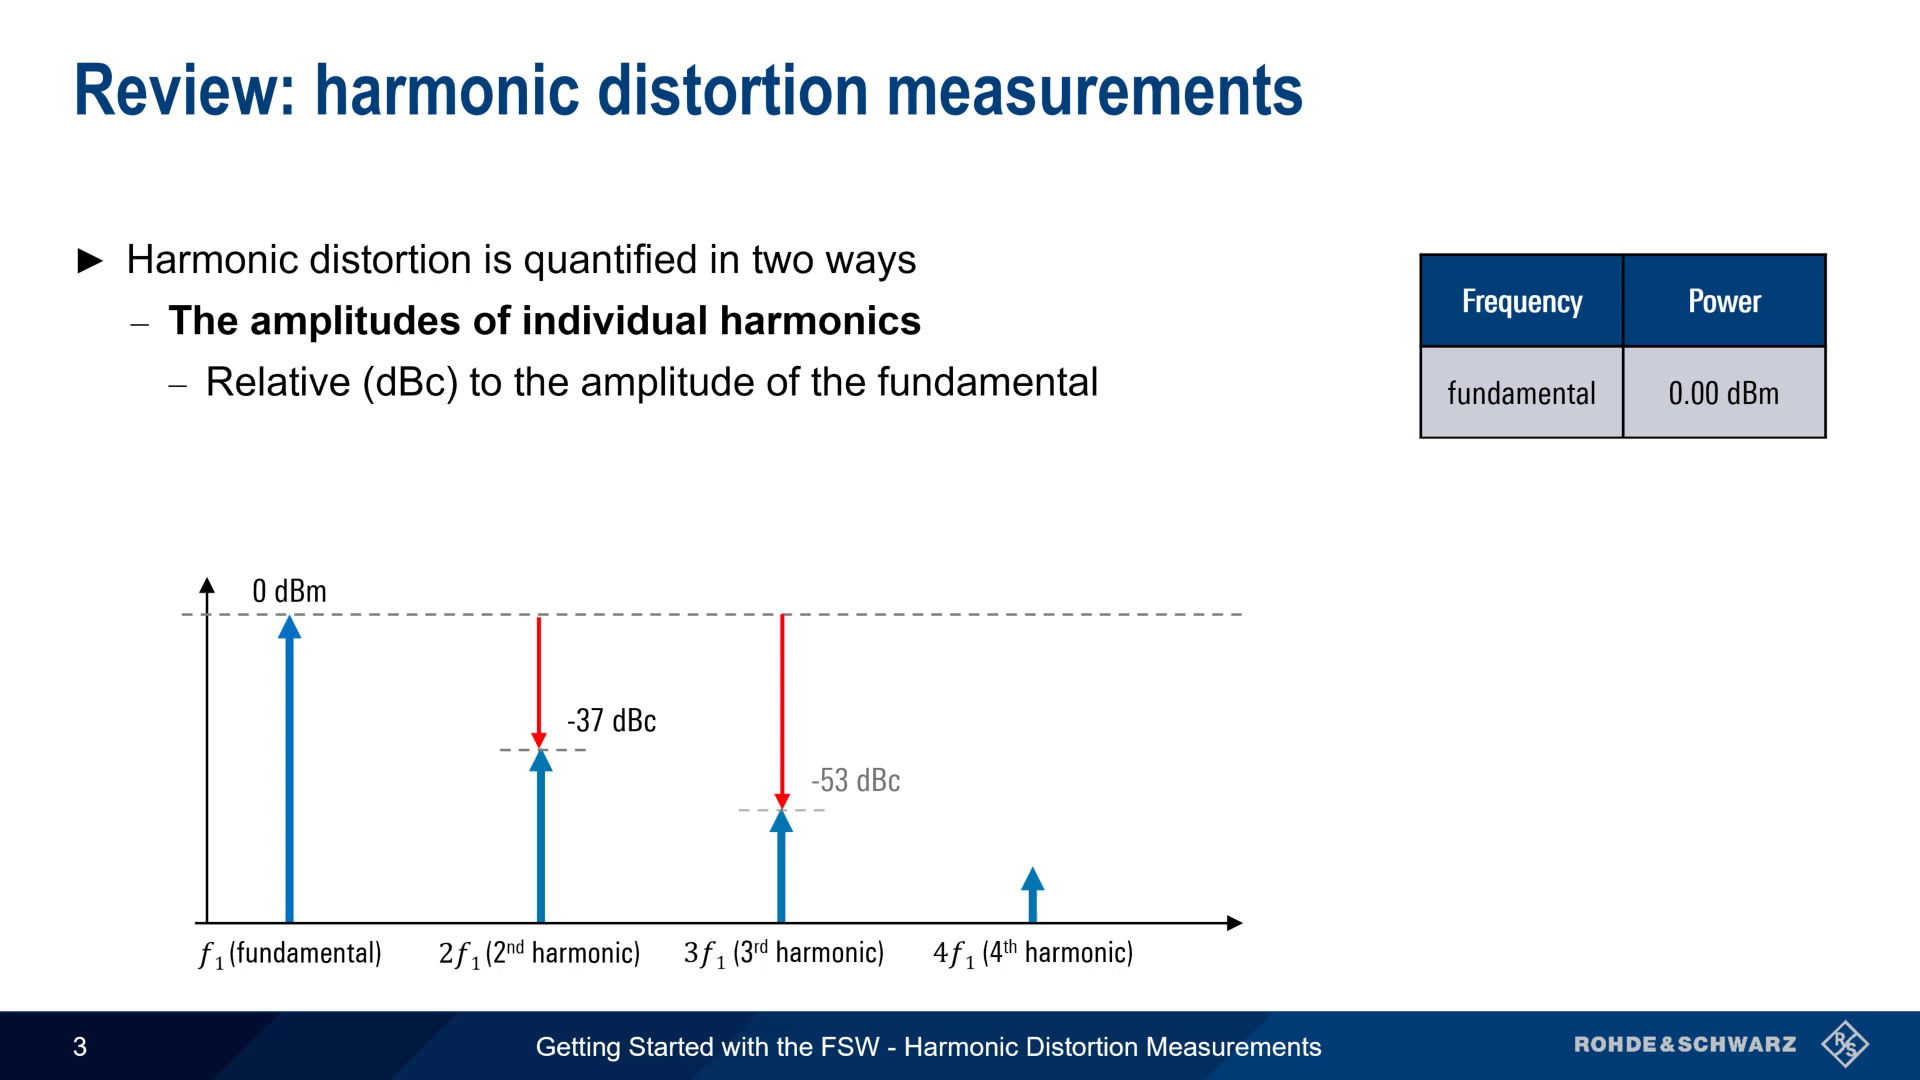 Review: harmonic distortion measurements
► Harmonic distortion is quantified in two ways
– The amplitudes of individual harmonics
– Relative (dBc) to the amplitude of the fundamental
Frequency Power
fundamental 0.00 dBm
0 dBm
-37 dBc
-53 dBc
f₁ (fundamental) 2f₁ (2nd harmonic) 3f₁ (3rd harmonic) 4f₁ (4th harmonic)
3 Getting Started with the FSW - Harmonic Distortion Measurements ROHDE&SCHWARZ R&S